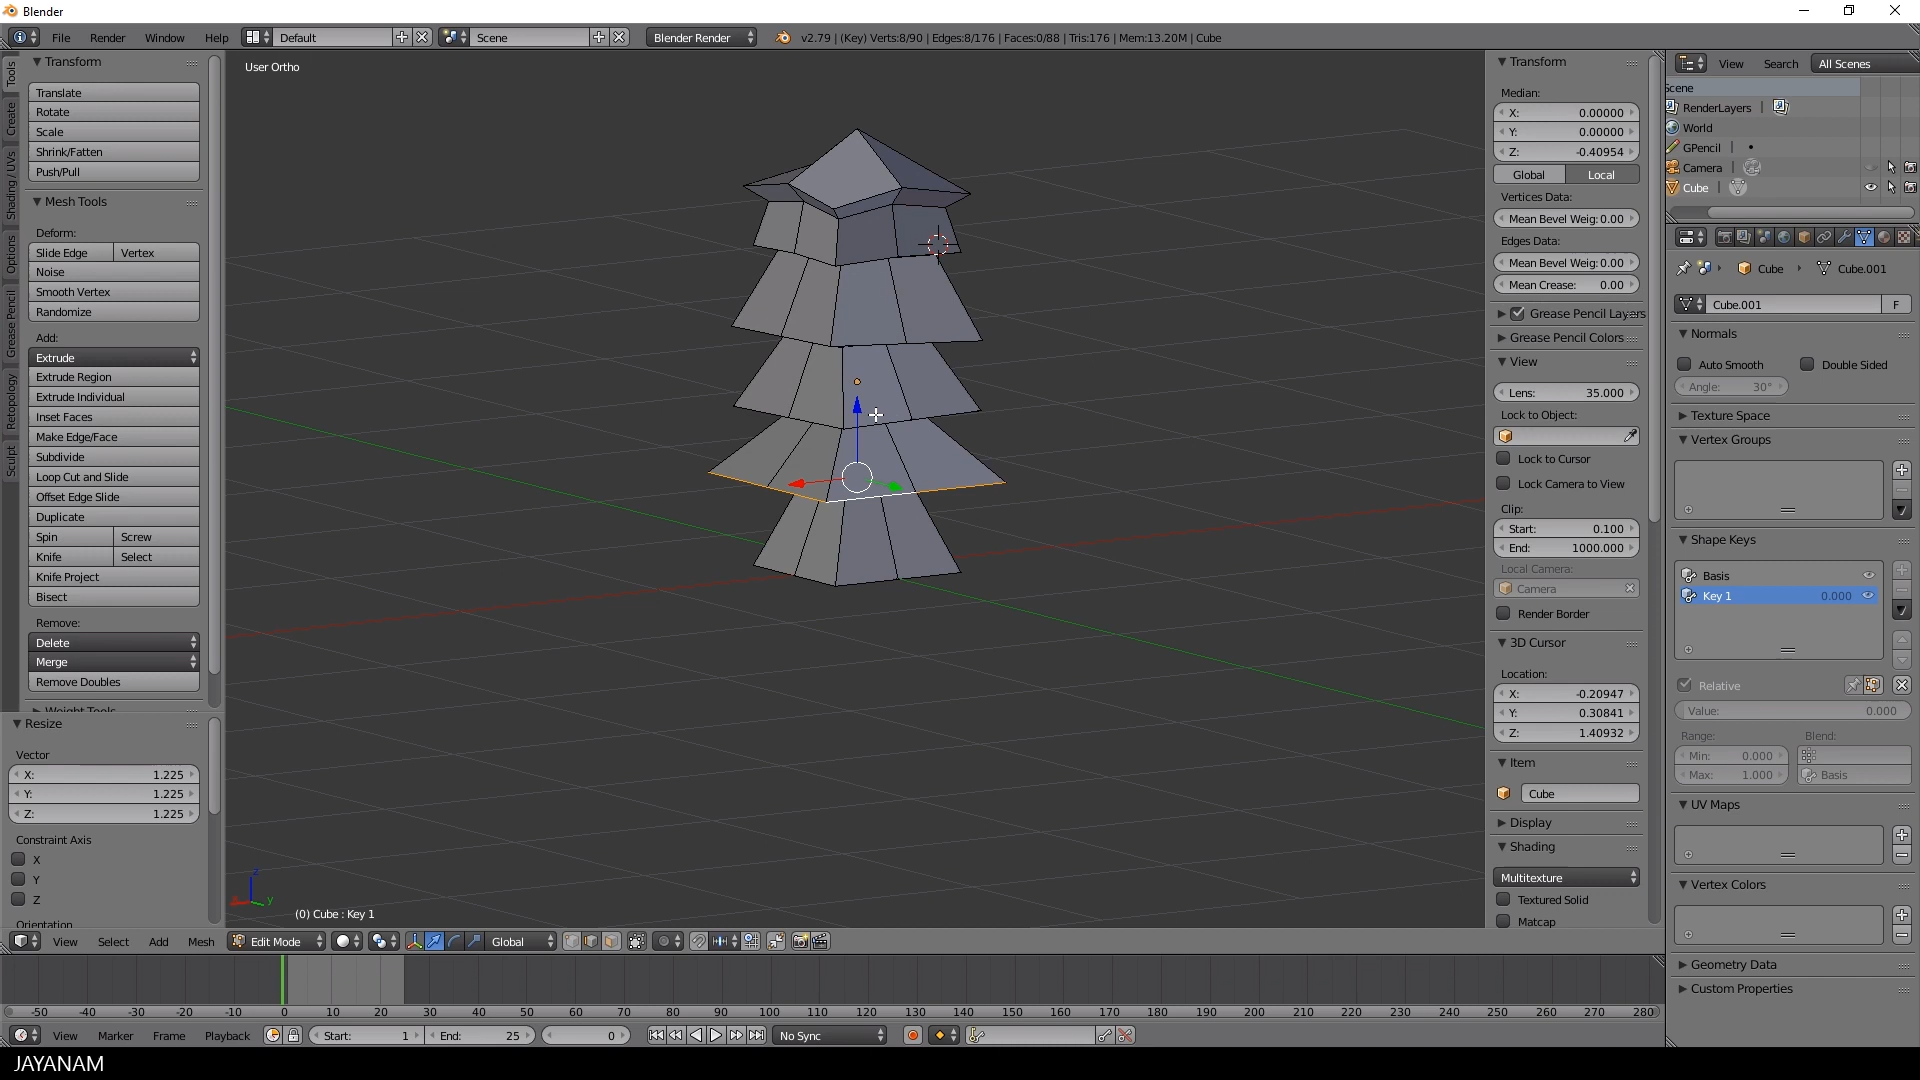 Blender
File Render Window Help Default Scene Blender Render v2.79 | (Key) Verts:8/90 | Edges:8/176 | Faces:0/88 | Tris:176 | Mem:13.20M | Cube
Tools
Create
Shading / UVs
Options
Grease Pencil
Retopology
Sculpt
Transform
Translate
Rotate
Scale
Shrink/Fatten
Push/Pull
Mesh Tools
Deform:
Slide Edge Vertex
Noise
Smooth Vertex
Randomize
Add:
Extrude
Extrude Region
Extrude Individual
Inset Faces
Make Edge/Face
Subdivide
Loop Cut and Slide
Offset Edge Slide
Duplicate
Spin Screw
Knife Select
Knife Project
Bisect
Remove:
Delete
Merge
Remove Doubles
Weight Tools
Resize
Vector
X: 1.225
Y: 1.225
Z: 1.225
Constraint Axis
X
Y
Z
Orientation
User Ortho
z
y
(0) Cube : Key 1
View Select Add Mesh Edit Mode Global
Transform
Median:
X: 0.00000
Y: 0.00000
Z: -0.40954
Global Local
Vertices Data:
Mean Bevel Weig: 0.00
Edges Data:
Mean Bevel Weig: 0.00
Mean Crease: 0.00
Grease Pencil Layers
Grease Pencil Colors
View
Lens: 35.000
Lock to Object:
Lock to Cursor
Lock Camera to View
Clip:
Start: 0.100
End: 1000.000
Local Camera:
Camera
Render Border
3D Cursor
Location:
X: -0.20947
Y: 0.30841
Z: 1.40932
Item
Cube
Display
Shading
Multitexture
Textured Solid
Matcap
View Search All Scenes
Scene
RenderLayers |
World
GPencil |
Camera |
Cube |
Cube Cube.001
Cube.001 F
Normals
Auto Smooth Double Sided
Angle: 30°
Texture Space
Vertex Groups
Shape Keys
Basis
Key 1 0.000
Relative
Value: 0.000
Range: Blend:
Min: 0.000
Max: 1.000 Basis
UV Maps
Vertex Colors
Geometry Data
Custom Properties
-50 -40 -30 -20 -10 0 10 20 30 40 50 60 70 80 90 100 110 120 130 140 150 160 170 180 190 200 210 220 230 240 250 260 270 280
View Marker Frame Playback Start: 1 End: 25 0 No Sync
JAYANAM